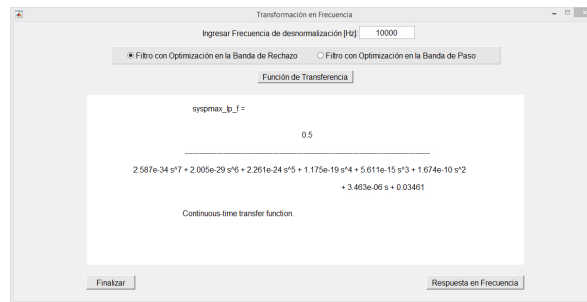 Transformación en Frecuencia
Ingresar Frecuencia de desnormalización [Hz]: 10000
Filtro con Optimización en la Banda de Rechazo Filtro con Optimización en la Banda de Paso
Función de Transferencia
syspmax_lp_f =
0.5
-----------------------------------------------------------------------------------
2.587e-34 s^7 + 2.005e-29 s^6 + 2.261e-24 s^5 + 1.175e-19 s^4 + 5.611e-15 s^3 + 1.674e-10 s^2
+ 3.463e-06 s + 0.03461
Continuous-time transfer function.
Finalizar Respuesta en Frecuencia